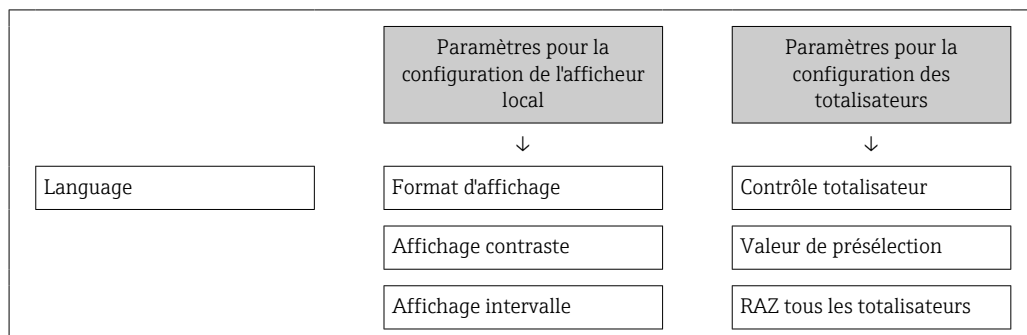 Paramètres pour la
configuration de l'afficheur
local
Paramètres pour la
configuration des
totalisateurs
↓
↓
Language
Format d'affichage
Contrôle totalisateur
Affichage contraste
Valeur de présélection
Affichage intervalle
RAZ tous les totalisateurs